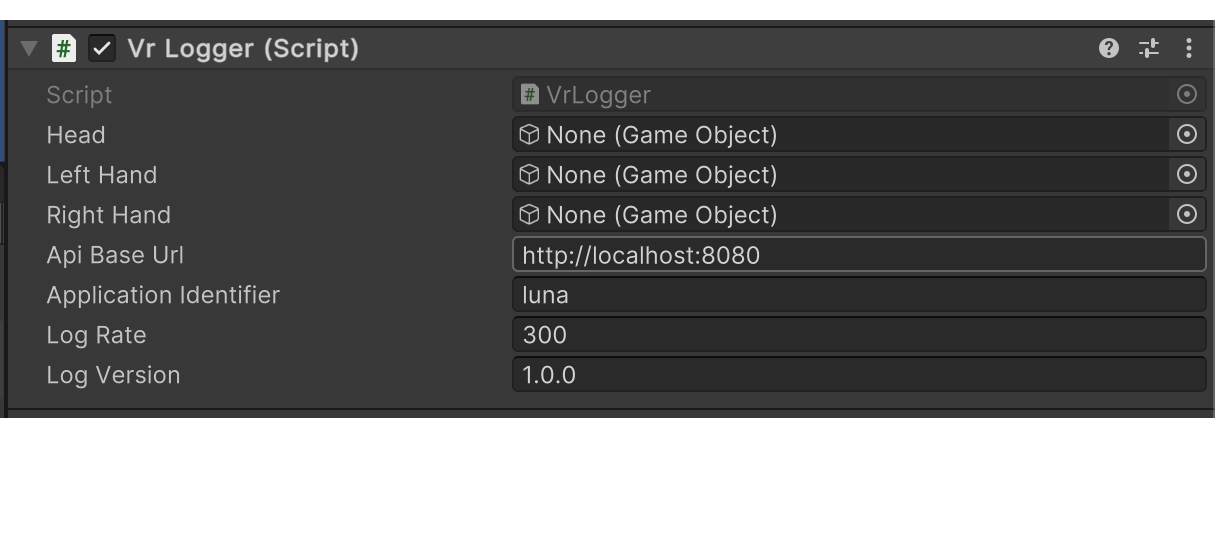 # Vr Logger (Script)
Script # VrLogger
Head None (Game Object)
Left Hand None (Game Object)
Right Hand None (Game Object)
Api Base Url http://localhost:8080
Application Identifier luna
Log Rate 300
Log Version 1.0.0